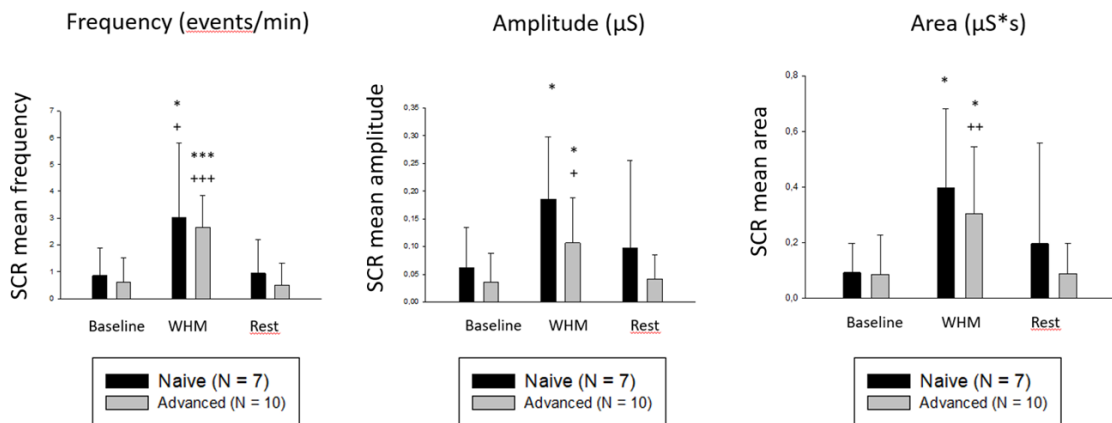 Frequency (events/min)
SCR mean frequency
7
6
5
4
3
2
1
0
*
+
***
+++
Baseline WHM Rest
Naive (N = 7)
Advanced (N = 10)
Amplitude (µS)
SCR mean amplitude
0,35
0,30
0,25
0,20
0,15
0,10
0,05
0,00
*
*
+
Baseline WHM Rest
Naive (N = 7)
Advanced (N = 10)
Area (µS*s)
SCR mean area
0,8
0,6
0,4
0,2
0,0
*
*
++
Baseline WHM Rest
Naive (N = 7)
Advanced (N = 10)